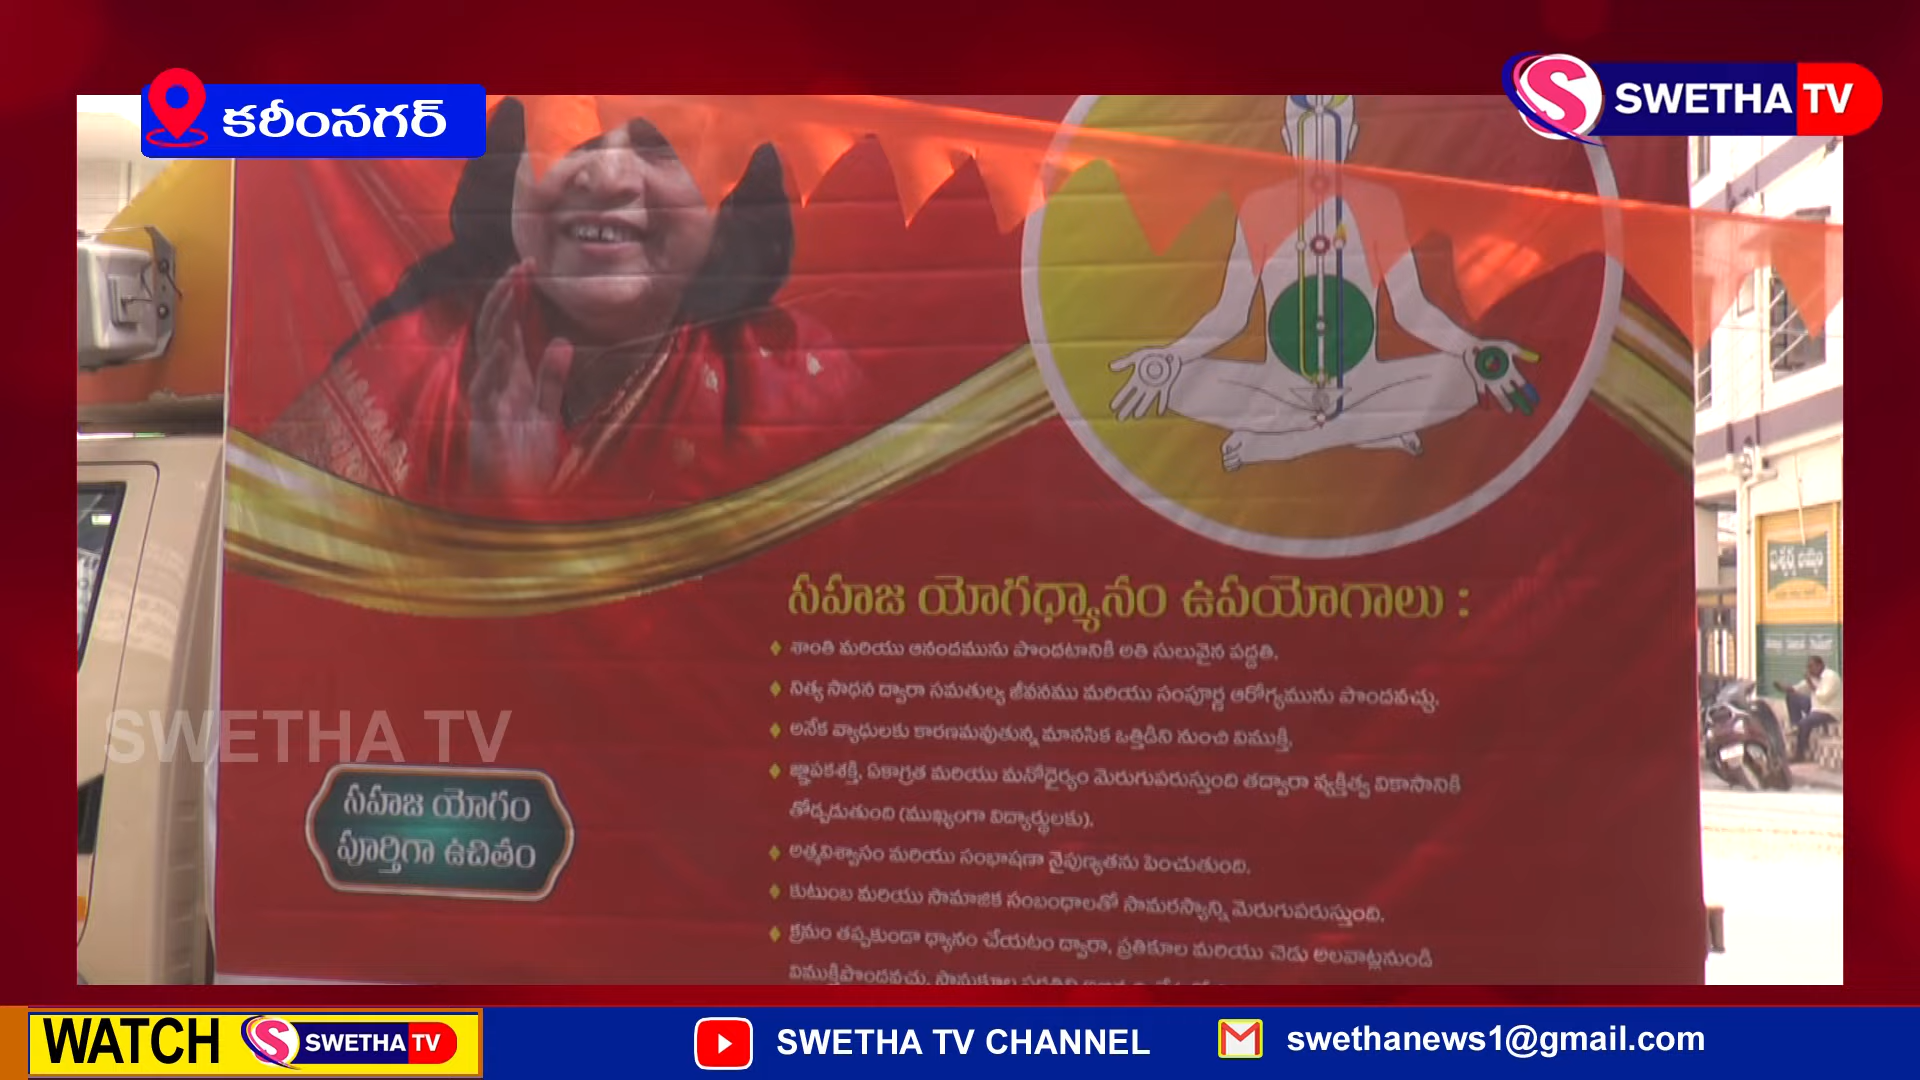 కరీంనగర్
SWETHA TV
సహజ యోగధ్యానం ఉపయోగాలు :
శాంతి మరియు ఆనందమును పొందటానికి అతి సులువైన పద్ధతి.
నిత్య సాధన ద్వారా సమతుల్య జీవనము మరియు సంపూర్ణ ఆరోగ్యమును పొందవచ్చు.
అనేక వ్యాధులకు కారణమవుతున్న మానసిక ఒత్తిడిని నుంచి విముక్తి.
జ్ఞాపకశక్తి, ఏకాగ్రత మరియు మనోధైర్యం మెరుగుపరుస్తుంది తద్వారా వ్యక్తిత్వ వికాసానికి
తోడ్పడుతుంది (ముఖ్యంగా విద్యార్థులకు).
ఆత్మవిశ్వాసం మరియు సంభాషణా నైపుణ్యతను పెంచుతుంది.
కుటుంబ మరియు సామాజిక సంబంధాలతో సామరస్యాన్ని మెరుగుపరుస్తుంది.
క్రమం తప్పకుండా ధ్యానం చేయటం ద్వారా, ప్రతికూల మరియు చెడు అలవాట్లనుండి
విముక్తిపొందవచ్చు.
SWETHA TV
సహజ యోగం
పూర్తిగా ఉచితం
WATCH SWETHA TV
SWETHA TV CHANNEL
swethanews1@gmail.com